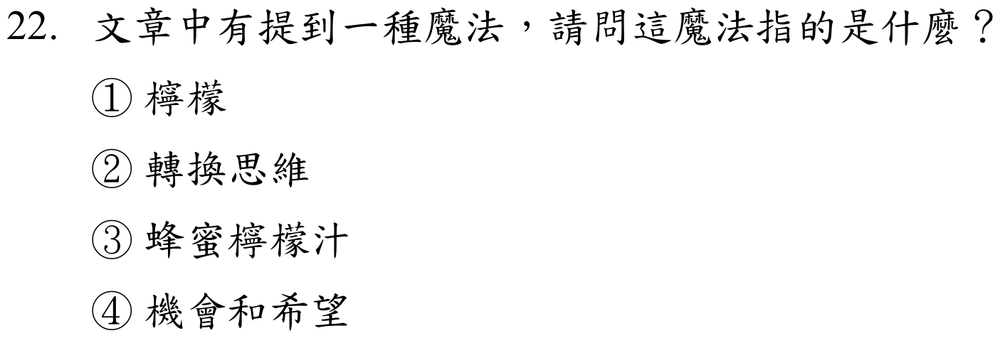 22. 文章中有提到一種魔法，請問這魔法指的是什麼？
① 檸檬
② 轉換思維
③ 蜂蜜檸檬汁
④ 機會和希望